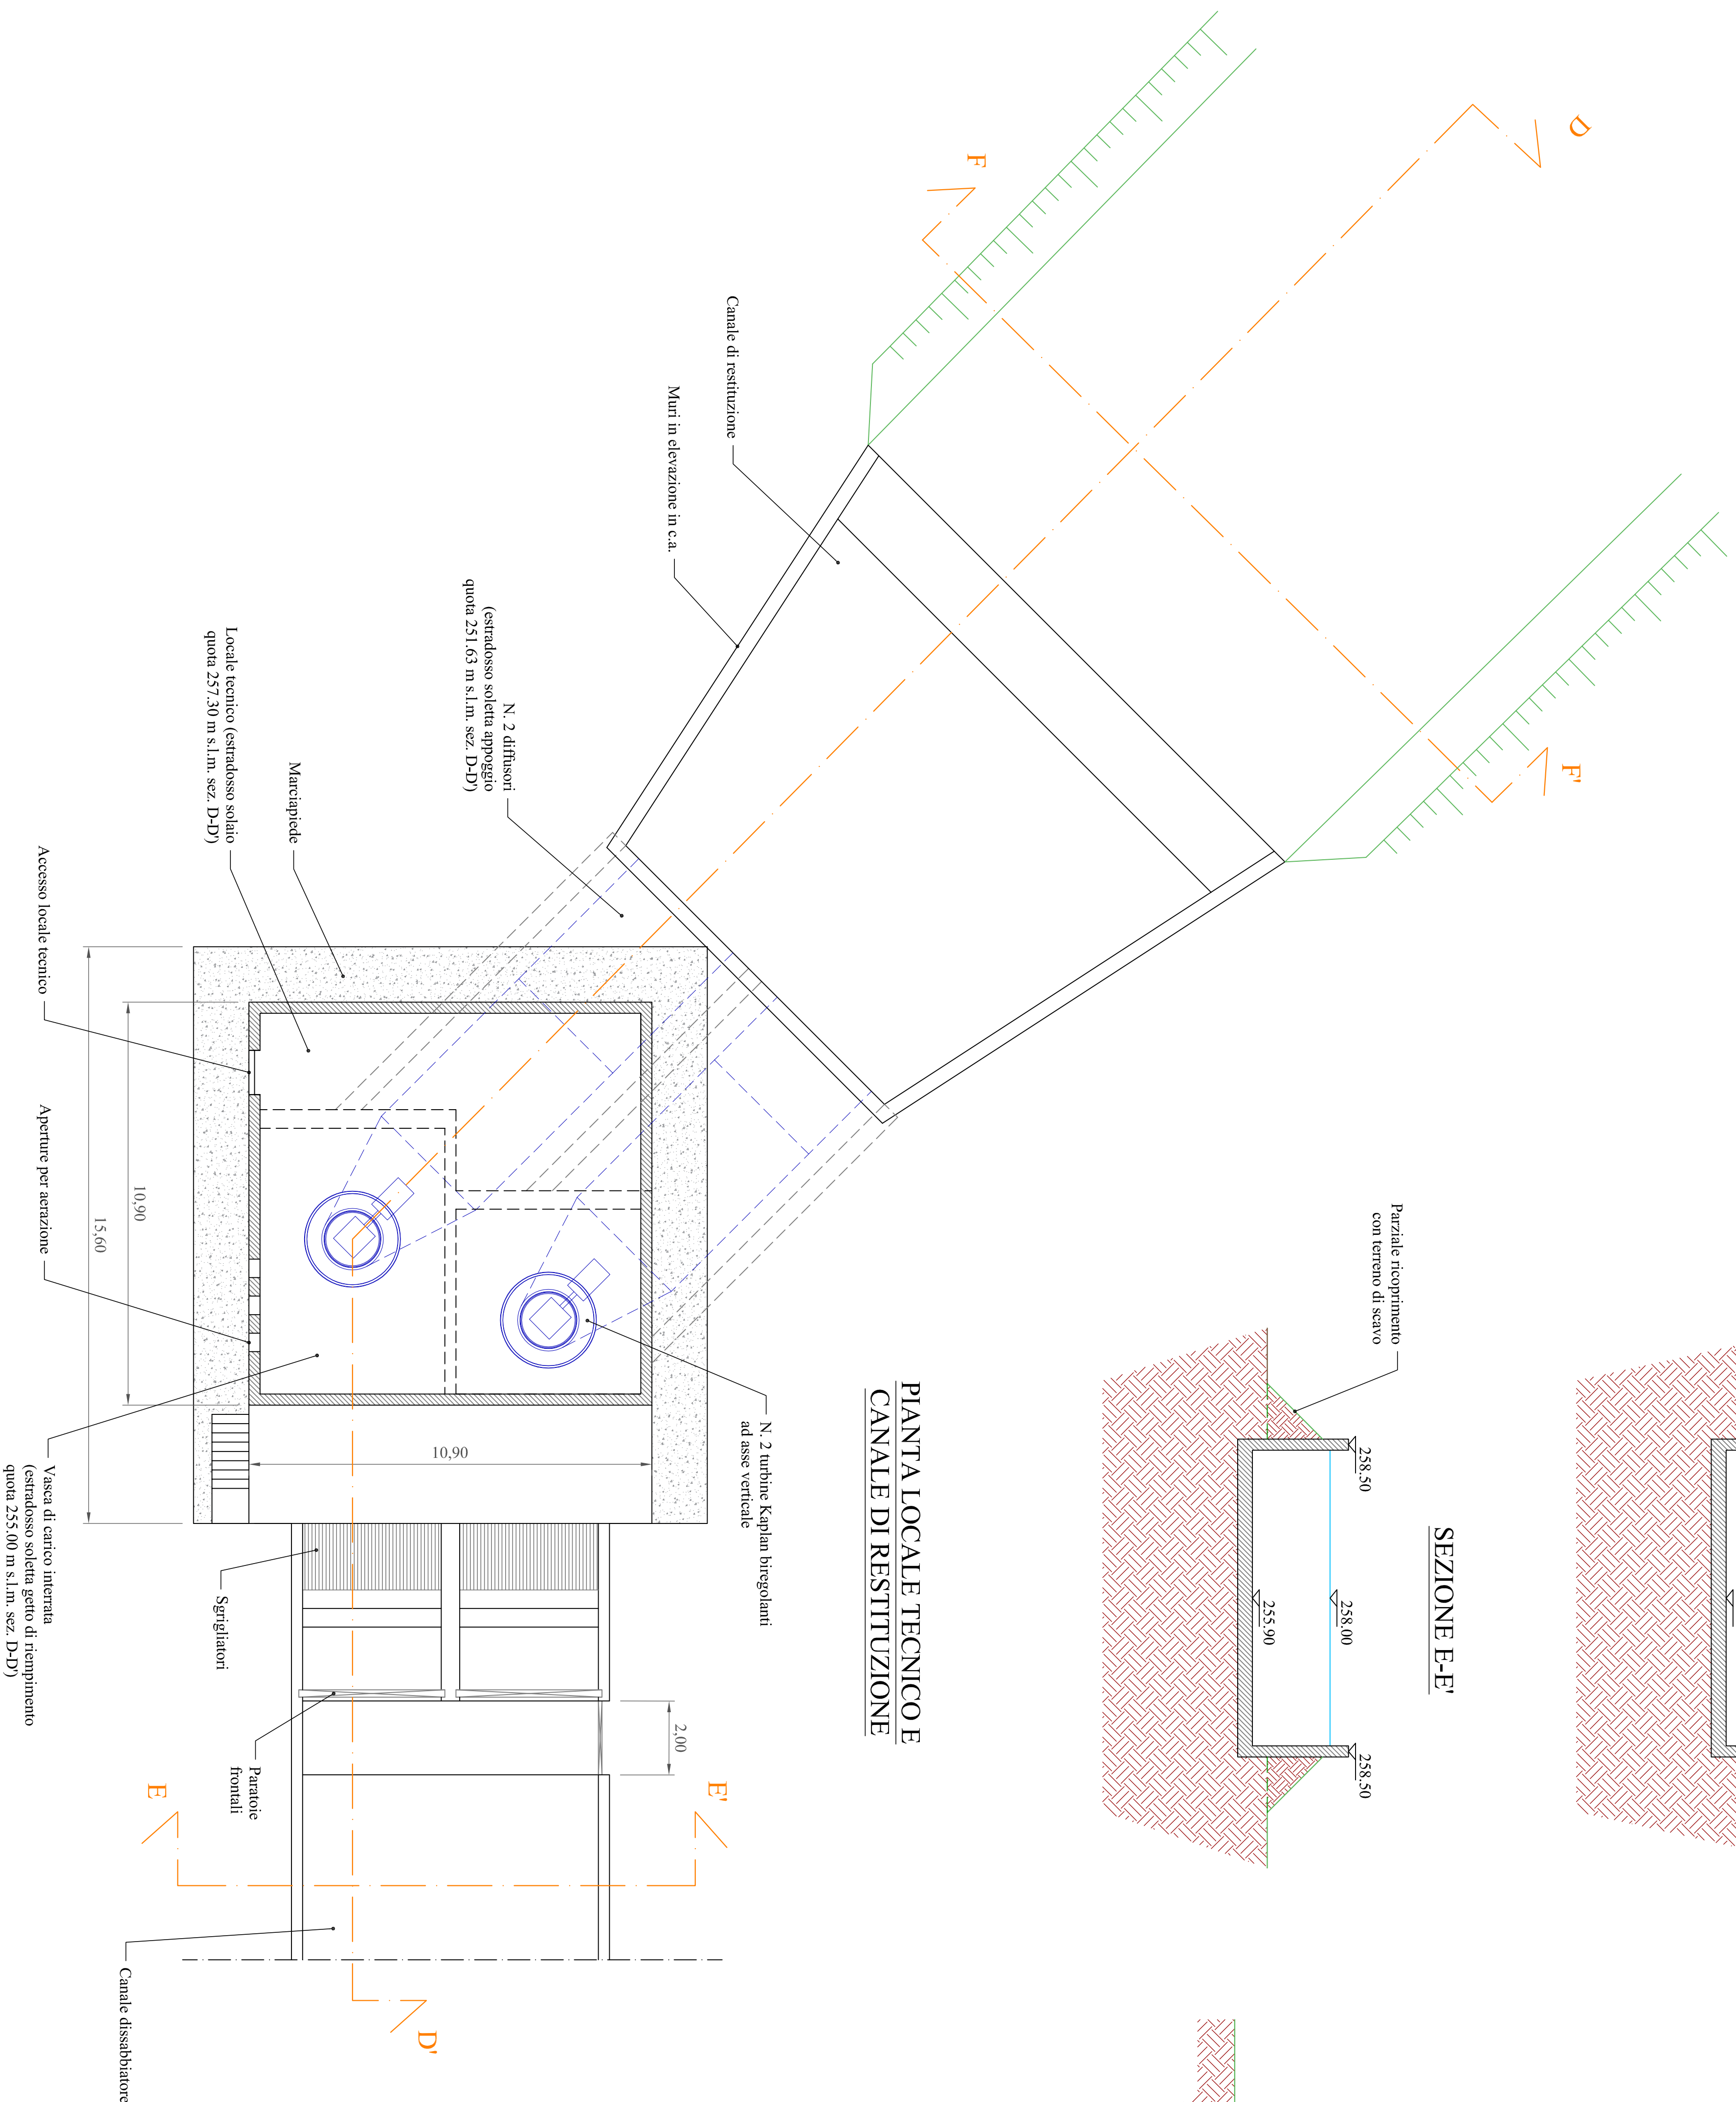 SEZIONE E-E'
Parziale ricoprimento
con terreno di scavo
258.50
258.00
255.90
258.50
PIANTA LOCALE TECNICO E
CANALE DI RESTITUZIONE
D
F
F'
Canale di restituzione
Muri in elevazione in c.a.
N. 2 diffusori
(estradosso soletta appoggio
quota 251.63 m s.l.m. sez. D-D')
Locale tecnico (estradosso solaio
quota 257.30 m s.l.m. sez. D-D')
Marciapiede
Accesso locale tecnico
Aperture per aerazione
10,90
15,60
10,90
N. 2 turbine Kaplan biregolanti
ad asse verticale
Vasca di carico interrata
(estradosso soletta getto di riempimento
quota 255.00 m s.l.m. sez. D-D')
Sgrigliatori
Paratoie
frontali
2,00
E
E'
D'
Canale dissabbiatore